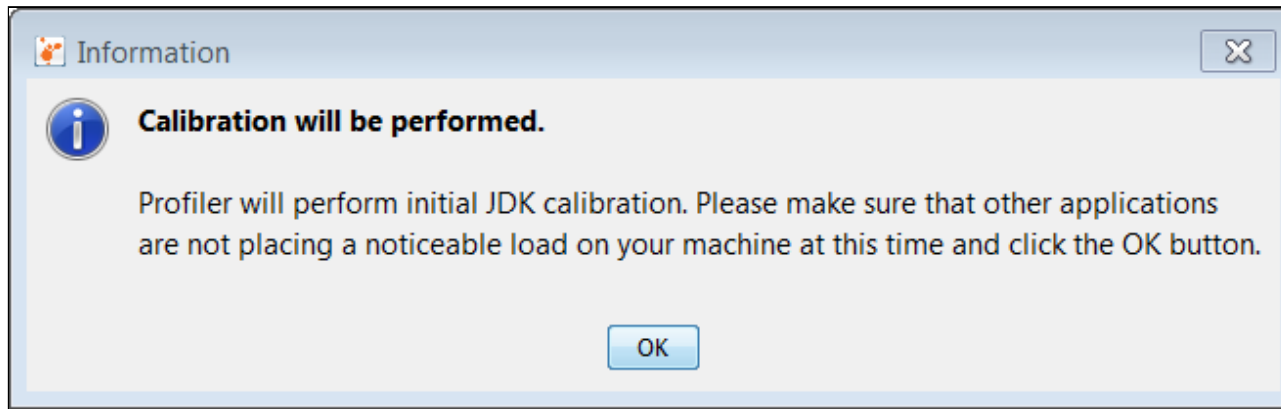 Information
Calibration will be performed.
Profiler will perform initial JDK calibration. Please make sure that other applications
are not placing a noticeable load on your machine at this time and click the OK button.
OK